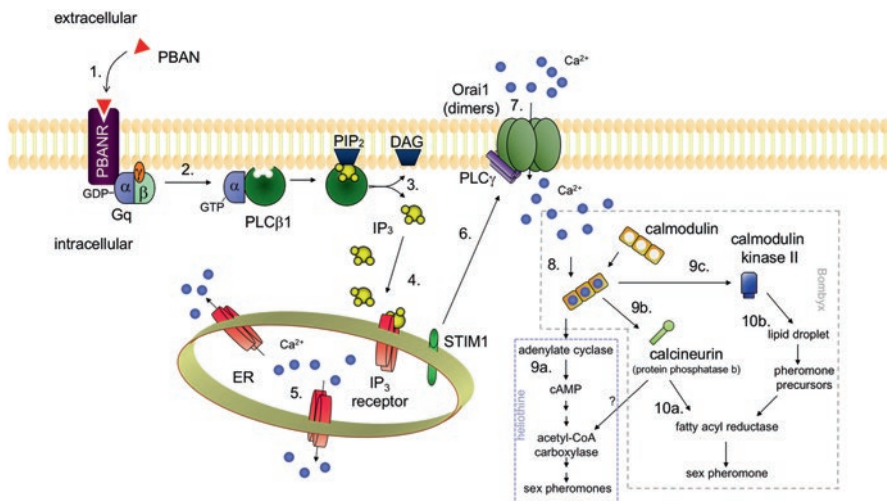 extracellular
PBAN
1.
PBANR
GDP
α
γ
β
Gq
intracellular
2.
α
GTP
PLCβ1
PIP2
DAG
3.
IP3
4.
Orai1
(dimers)
7.
Ca2+
PLCγ
Ca2+
6.
STIM1
IP3
receptor
ER
Ca2+
5.
8.
calmodulin
9c.
calmodulin
kinase II
Bombyx
9b.
10b.
lipid droplet
pheromone
precursors
calcineurin
(protein phosphatase b)
adenylate cyclase
9a.
cAMP
?
10a.
fatty acyl reductase
acetyl-CoA
carboxylase
sex pheromones
heliothine
sex pheromone